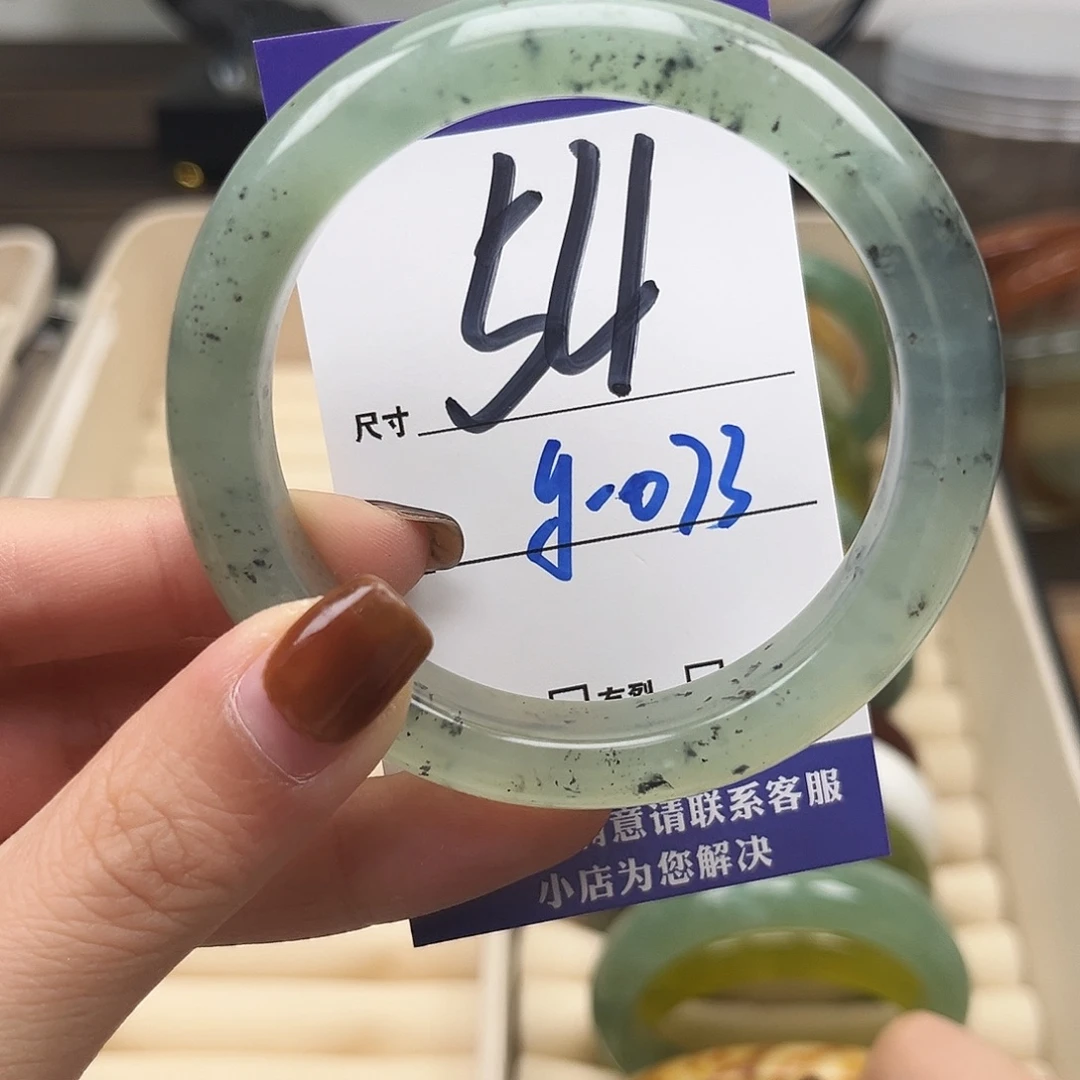 54
尺寸
g-073
有裂
意请联系客服
小店为您解决